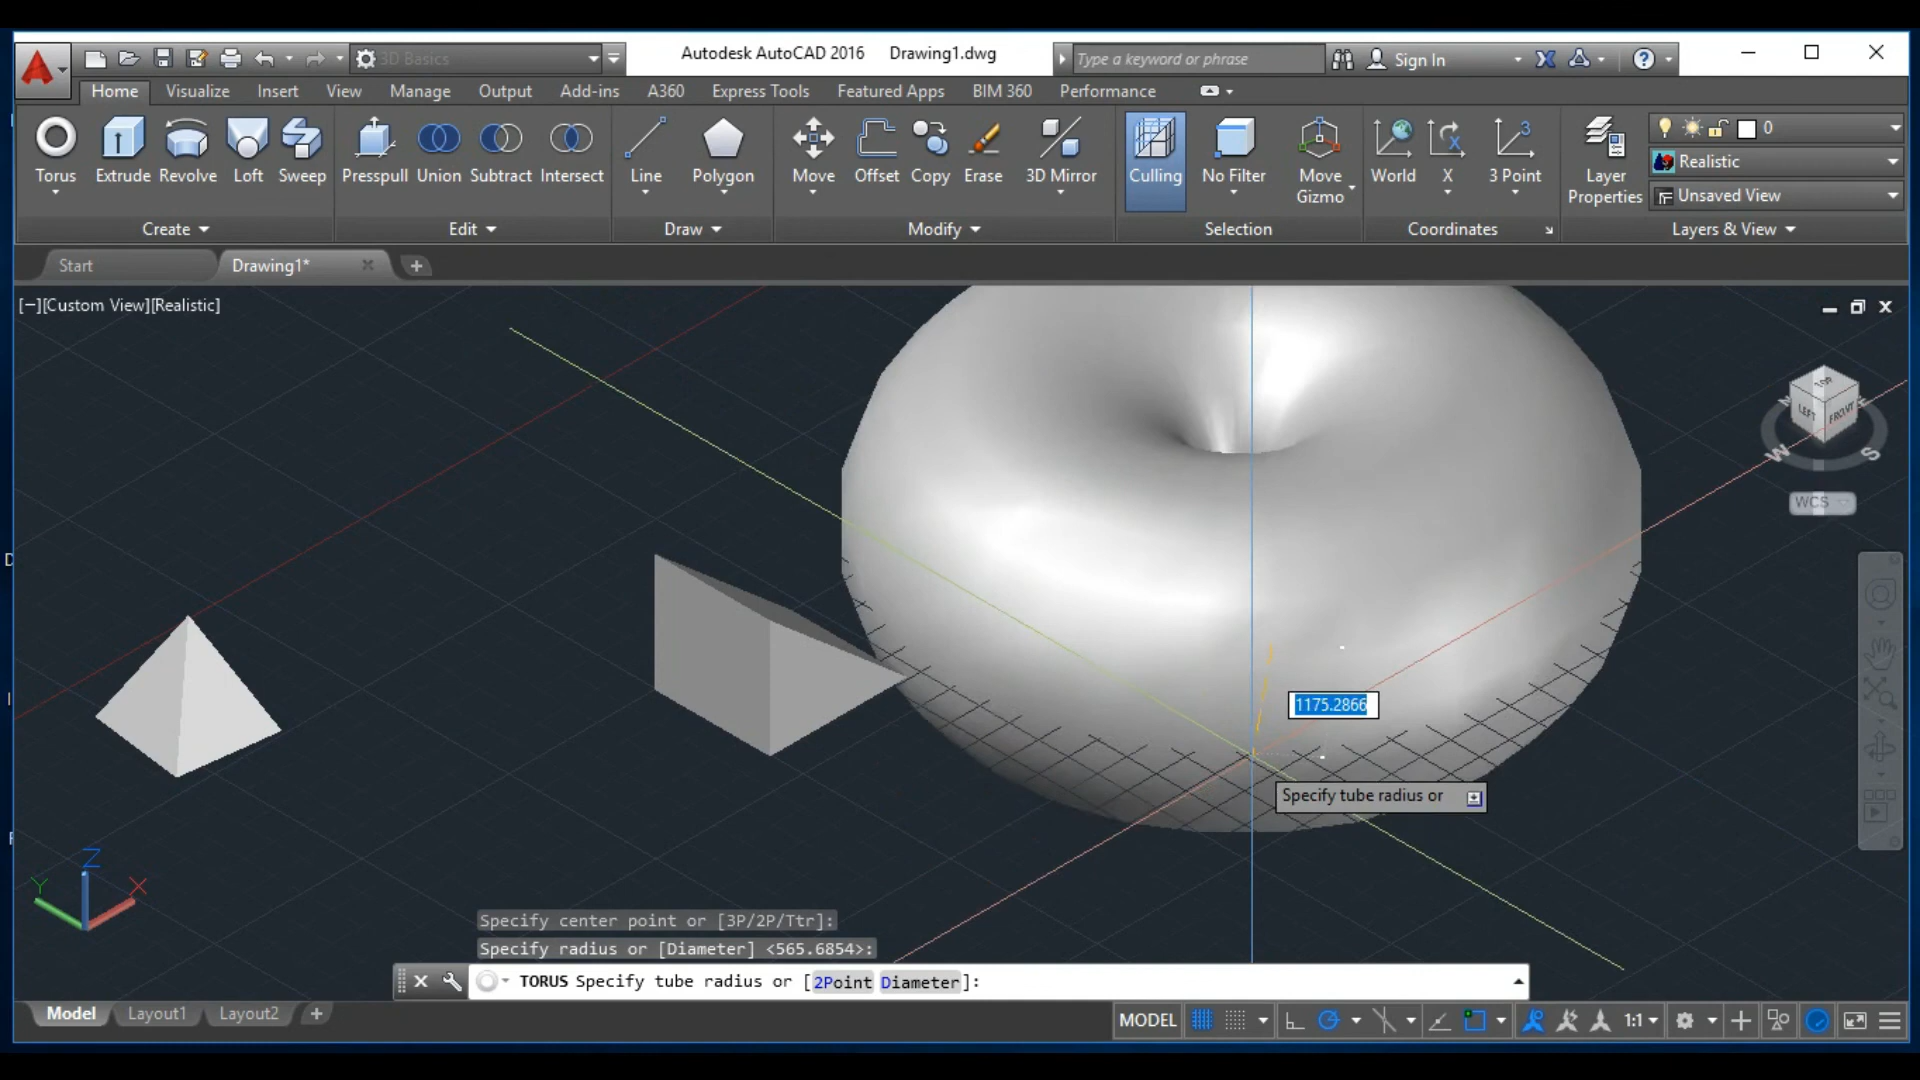 3D Basics
Autodesk AutoCAD 2016 Drawing1.dwg
Type a keyword or phrase
Sign In
Home Visualize Insert View Manage Output Add-ins A360 Express Tools Featured Apps BIM 360 Performance
Torus Extrude Revolve Loft Sweep Presspull Union Subtract Intersect Line Polygon Move Offset Copy Erase 3D Mirror Culling No Filter Move Gizmo World X 3 Point Layer Properties
0
Realistic
Unsaved View
Create Edit Draw Modify Selection Coordinates Layers & View
Start Drawing1*
[−][Custom View][Realistic]
TOP
LEFT FRONT
W S
WCS
1175.2866
Specify tube radius or
Z
Y X
Specify center point or [3P/2P/Ttr]:
Specify radius or [Diameter] <565.6854>:
TORUS Specify tube radius or [2Point Diameter]:
Model Layout1 Layout2
MODEL 1:1